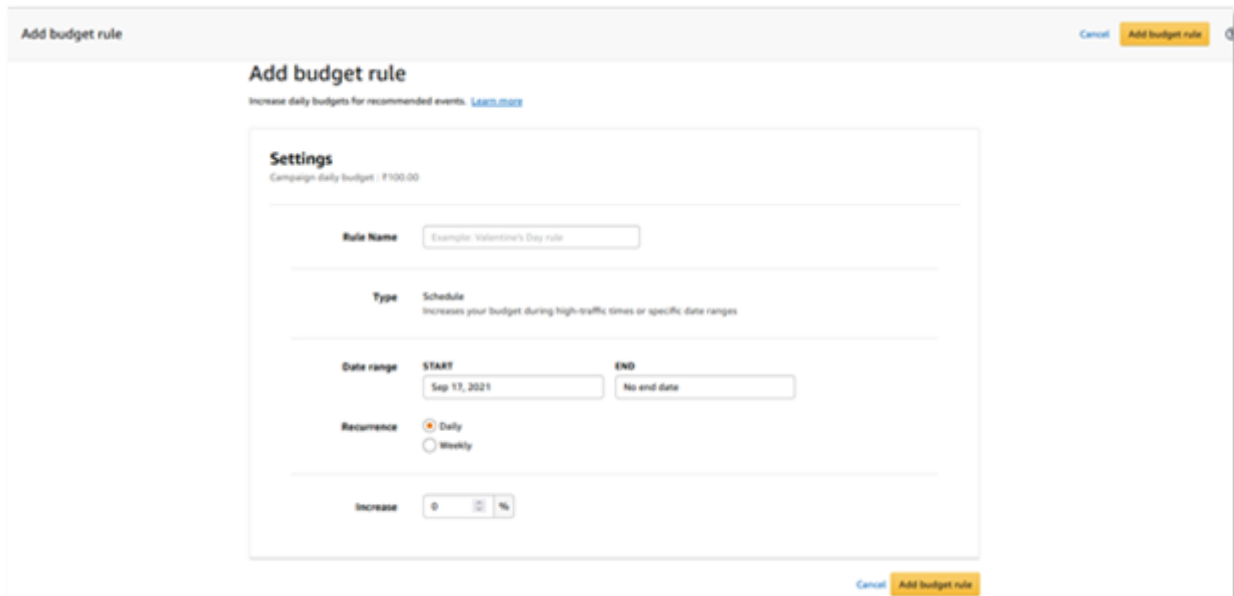 Add budget rule
Cancel Add budget rule
Add budget rule
Increase daily budgets for recommended events. Learn more
Settings
Campaign daily budget : ₹100.00
Rule Name Example: Valentine's Day rule
Type Schedule
Increases your budget during high-traffic times or specific date ranges
Date range START END
Sep 17, 2021 No end date
Recurrence Daily
Weekly
Increase 0 %
Cancel Add budget rule